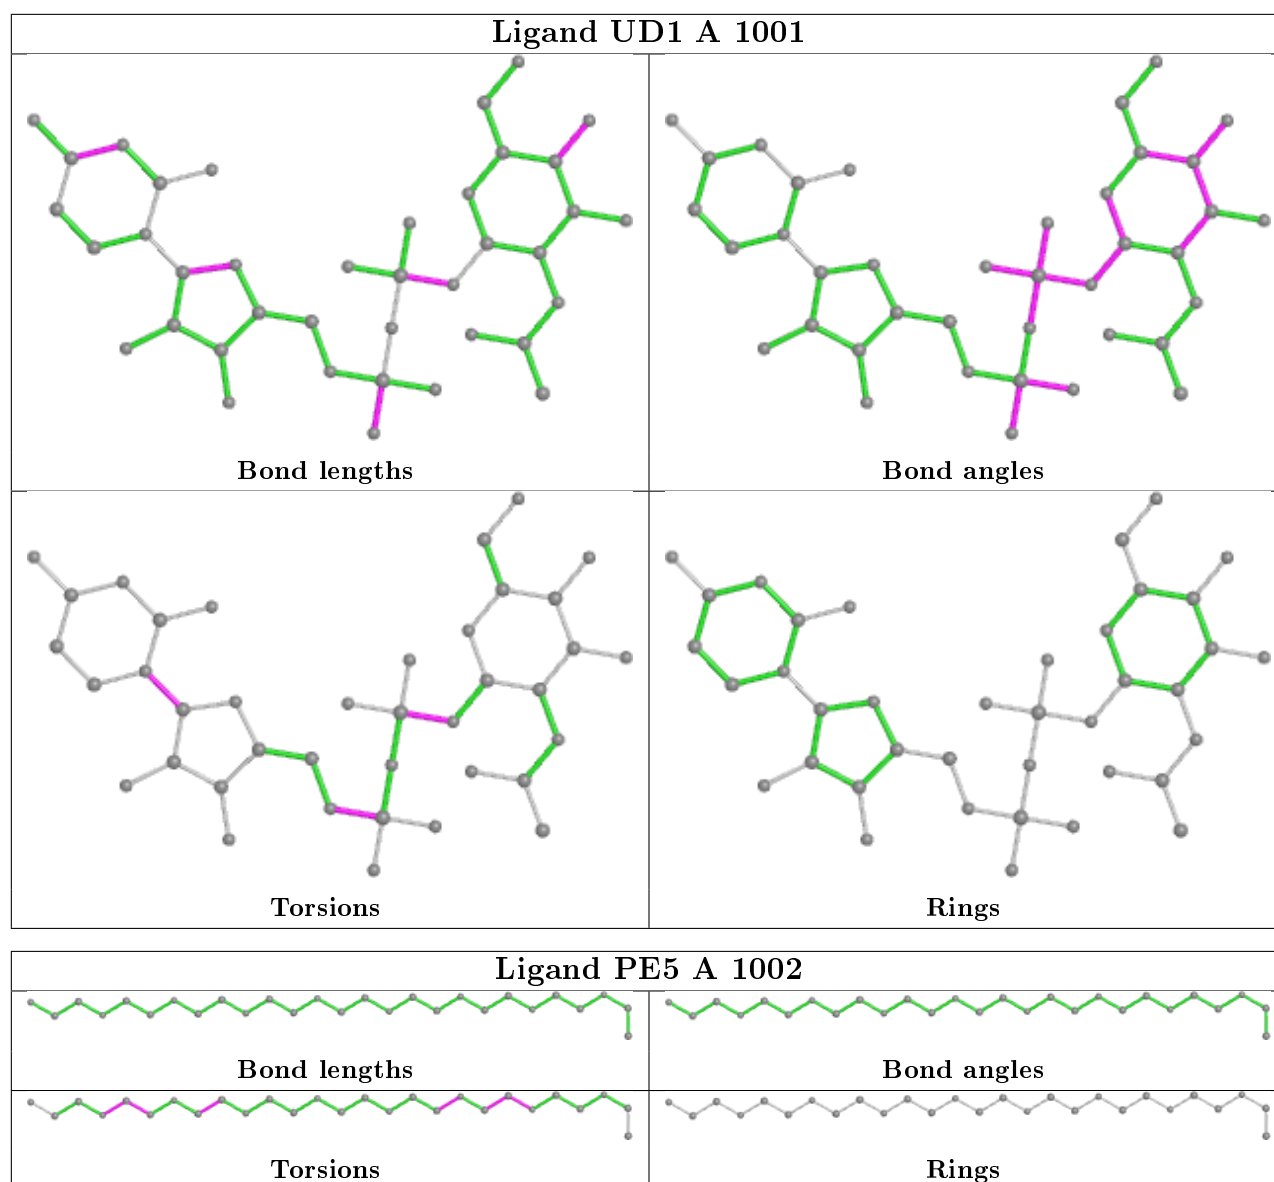 Ligand UD1 A 1001
Bond lengths
Bond angles
Torsions
Rings
Ligand PE5 A 1002
Bond lengths
Bond angles
Torsions
Rings